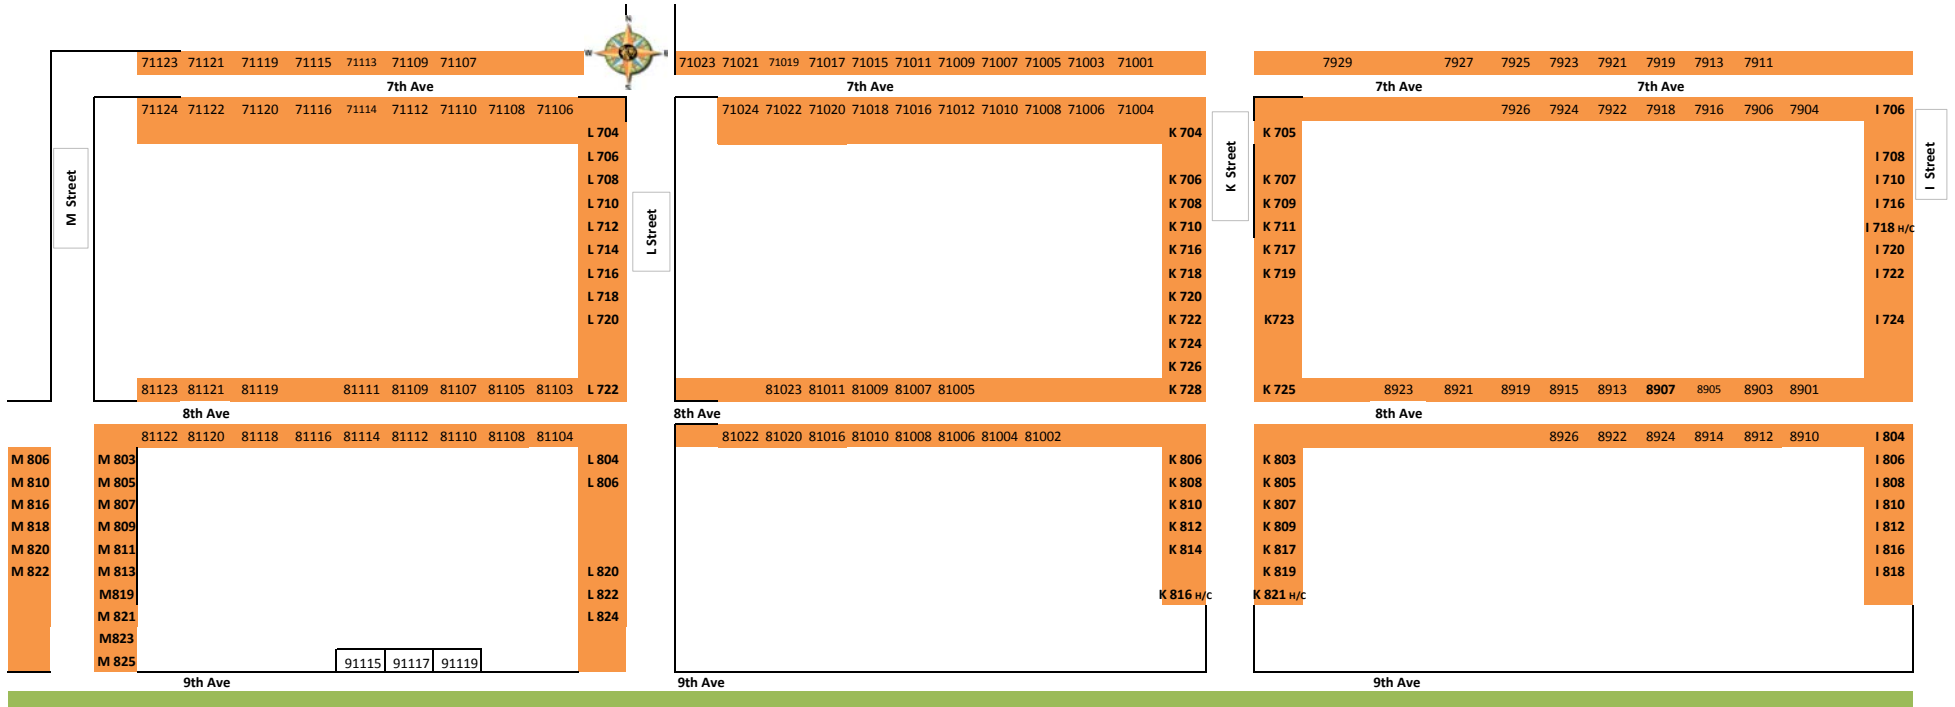 N
W
E
S
71123 71121 71119 71115 71113 71109 71107
71023 71021 71019 71017 71015 71011 71009 71007 71005 71003 71001
7929 7927 7925 7923 7921 7919 7913 7911
7th Ave
7th Ave
7th Ave
7th Ave
71124 71122 71120 71116 71114 71112 71110 71108 71106
71024 71022 71020 71018 71016 71012 71010 71008 71006 71004
7926 7924 7922 7918 7916 7906 7904 I 706
L 704
K 704
K 705
L 706
I 708
L 708
K 706
K 707
I 710
L 710
K 708
K 709
I 716
L 712
K 710
K 711
I 718 H/C
L 714
K 716
K 717
I 720
L 716
K 718
K 719
I 722
L 718
K 720
L 720
K 722
K723
I 724
K 724
K 726
M Street
L Street
K Street
I Street
81123 81121 81119 81111 81109 81107 81105 81103 L 722
81023 81011 81009 81007 81005 K 728
K 725 8923 8921 8919 8915 8913 8907 8905 8903 8901
8th Ave
8th Ave
8th Ave
81122 81120 81118 81116 81114 81112 81110 81108 81104
81022 81020 81016 81010 81008 81006 81004 81002
8926 8922 8924 8914 8912 8910 I 804
M 806
M 803
L 804
K 806
K 803
I 806
M 810
M 805
L 806
K 808
K 805
I 808
M 816
M 807
K 810
K 807
I 810
M 818
M 809
K 812
K 809
I 812
M 820
M 811
K 814
K 817
I 816
M 822
M 813
L 820
K 819
I 818
M819
L 822
K 816 H/C
K 821 H/C
M 821
L 824
M823
M 825
91115 91117 91119
9th Ave
9th Ave
9th Ave